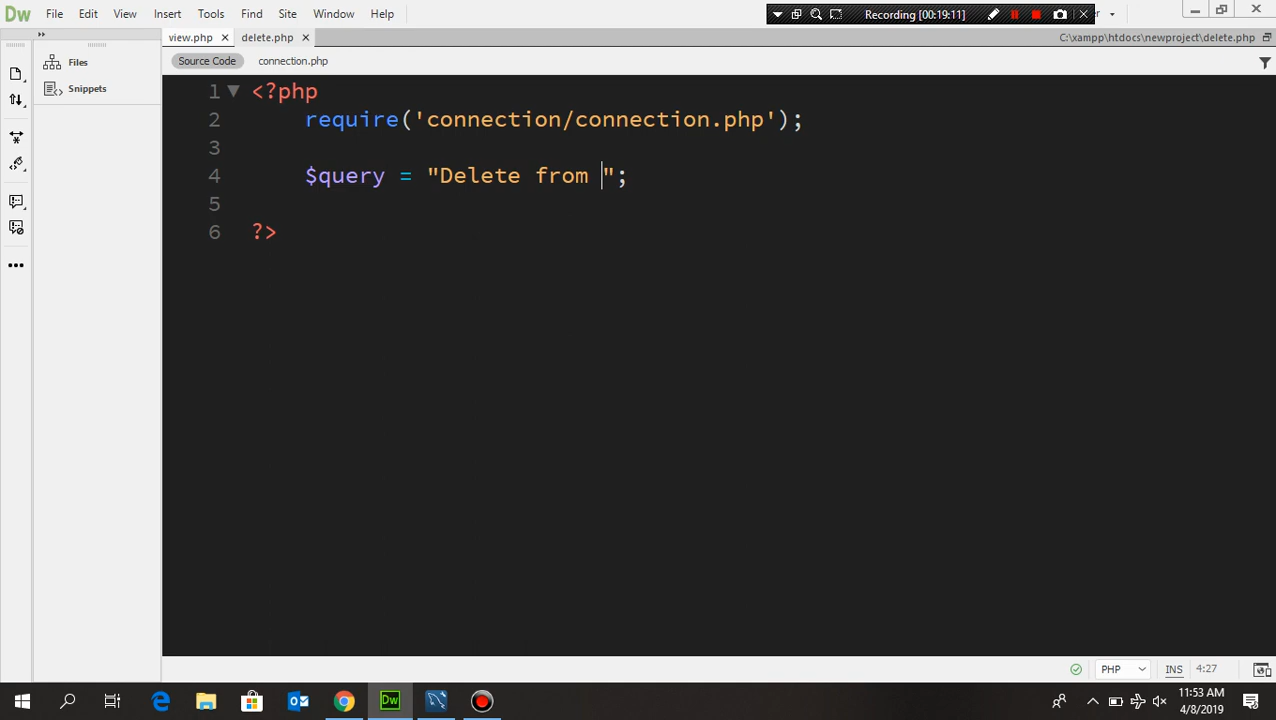 Dw File Edit View Insert Tools Find Site Window Help
Recording [00:19:11]
view.php delete.php
C:\xampp\htdocs\newproject\delete.php
Source Code connection.php
Files
Snippets
1 <?php
2 require('connection/connection.php');
3
4 $query = "Delete from ";
5
6 ?>
PHP INS 4:27
Dw
11:53 AM
4/8/2019